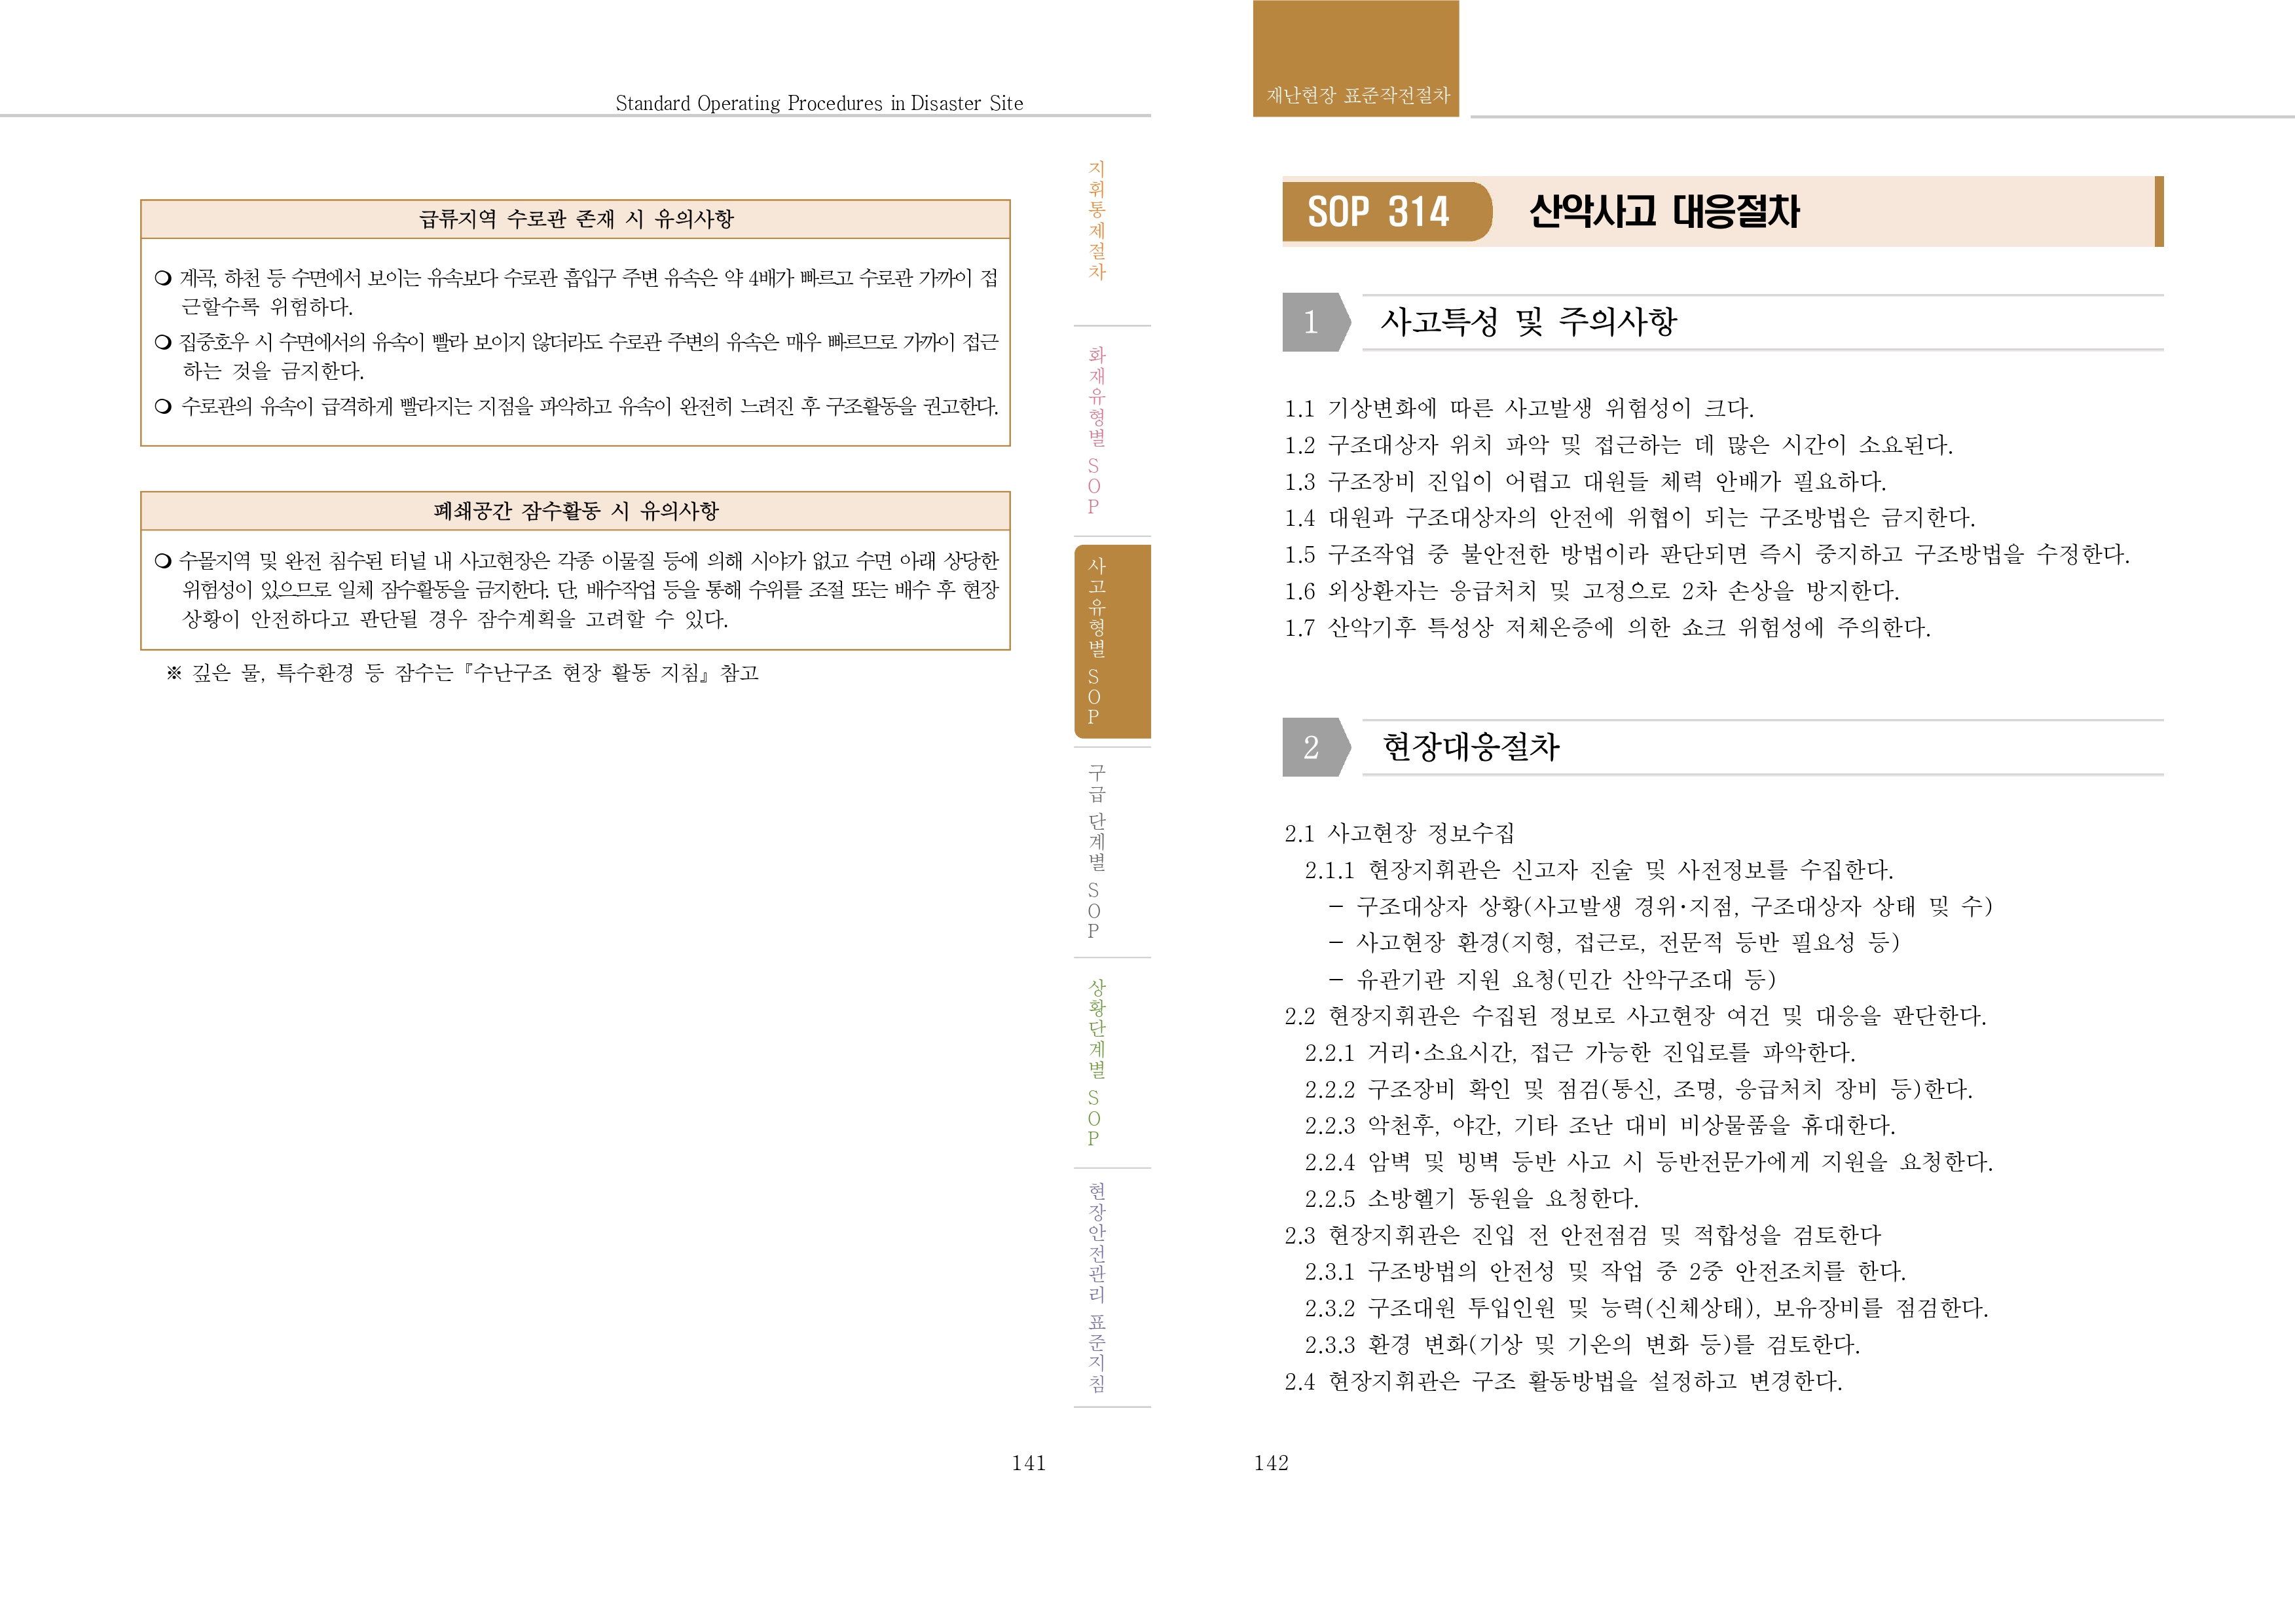 Standard Operating Procedures in Disaster Site
급류지역 수로관 존재 시 유의사항
❍ 계곡, 하천 등 수면에서 보이는 유속보다 수로관 흡입구 주변 유속은 약 4배가 빠르고 수로관 가까이 접
근할수록 위험하다.
❍ 집중호우 시 수면에서의 유속이 빨라 보이지 않더라도 수로관 주변의 유속은 매우 빠르므로 가까이 접근
하는 것을 금지한다.
❍ 수로관의 유속이 급격하게 빨라지는 지점을 파악하고 유속이 완전히 느려진 후 구조활동을 권고한다.
폐쇄공간 잠수활동 시 유의사항
❍ 수몰지역 및 완전 침수된 터널 내 사고현장은 각종 이물질 등에 의해 시야가 없고 수면 아래 상당한
위험성이 있으므로 일체 잠수활동을 금지한다. 단, 배수작업 등을 통해 수위를 조절 또는 배수 후 현장
상황이 안전하다고 판단될 경우 잠수계획을 고려할 수 있다.
※ 깊은 물, 특수환경 등 잠수는 『수난구조 현장 활동 지침』 참고
지휘통제절차
화재유형별 SOP
사고유형별 SOP
구급 단계별 SOP
상황단계별 SOP
현장안전관리 표준지침
141
재난현장 표준작전절차
SOP 314 산악사고 대응절차
1 사고특성 및 주의사항
1.1 기상변화에 따른 사고발생 위험성이 크다.
1.2 구조대상자 위치 파악 및 접근하는 데 많은 시간이 소요된다.
1.3 구조장비 진입이 어렵고 대원들 체력 안배가 필요하다.
1.4 대원과 구조대상자의 안전에 위협이 되는 구조방법은 금지한다.
1.5 구조작업 중 불안전한 방법이라 판단되면 즉시 중지하고 구조방법을 수정한다.
1.6 외상환자는 응급처치 및 고정으로 2차 손상을 방지한다.
1.7 산악기후 특성상 저체온증에 의한 쇼크 위험성에 주의한다.
2 현장대응절차
2.1 사고현장 정보수집
2.1.1 현장지휘관은 신고자 진술 및 사전정보를 수집한다.
- 구조대상자 상황(사고발생 경위·지점, 구조대상자 상태 및 수)
- 사고현장 환경(지형, 접근로, 전문적 등반 필요성 등)
- 유관기관 지원 요청(민간 산악구조대 등)
2.2 현장지휘관은 수집된 정보로 사고현장 여건 및 대응을 판단한다.
2.2.1 거리·소요시간, 접근 가능한 진입로를 파악한다.
2.2.2 구조장비 확인 및 점검(통신, 조명, 응급처치 장비 등)한다.
2.2.3 악천후, 야간, 기타 조난 대비 비상물품을 휴대한다.
2.2.4 암벽 및 빙벽 등반 사고 시 등반전문가에게 지원을 요청한다.
2.2.5 소방헬기 동원을 요청한다.
2.3 현장지휘관은 진입 전 안전점검 및 적합성을 검토한다
2.3.1 구조방법의 안전성 및 작업 중 2중 안전조치를 한다.
2.3.2 구조대원 투입인원 및 능력(신체상태), 보유장비를 점검한다.
2.3.3 환경 변화(기상 및 기온의 변화 등)를 검토한다.
2.4 현장지휘관은 구조 활동방법을 설정하고 변경한다.
142